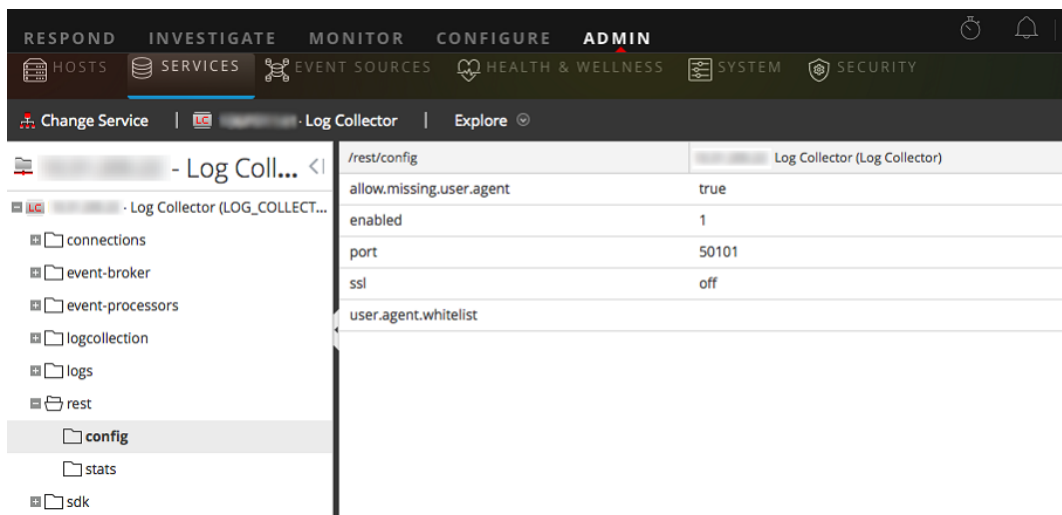 RESPOND INVESTIGATE MONITOR CONFIGURE ADMIN
HOSTS SERVICES EVENT SOURCES HEALTH & WELLNESS SYSTEM SECURITY
Change Service | LC - Log Collector | Explore
- Log Coll...
/rest/config Log Collector (Log Collector)
allow.missing.user.agent true
LC - Log Collector (LOG_COLLECT...
enabled 1
connections
port 50101
event-broker
ssl off
event-processors
user.agent.whitelist
logcollection
logs
rest
config
stats
sdk